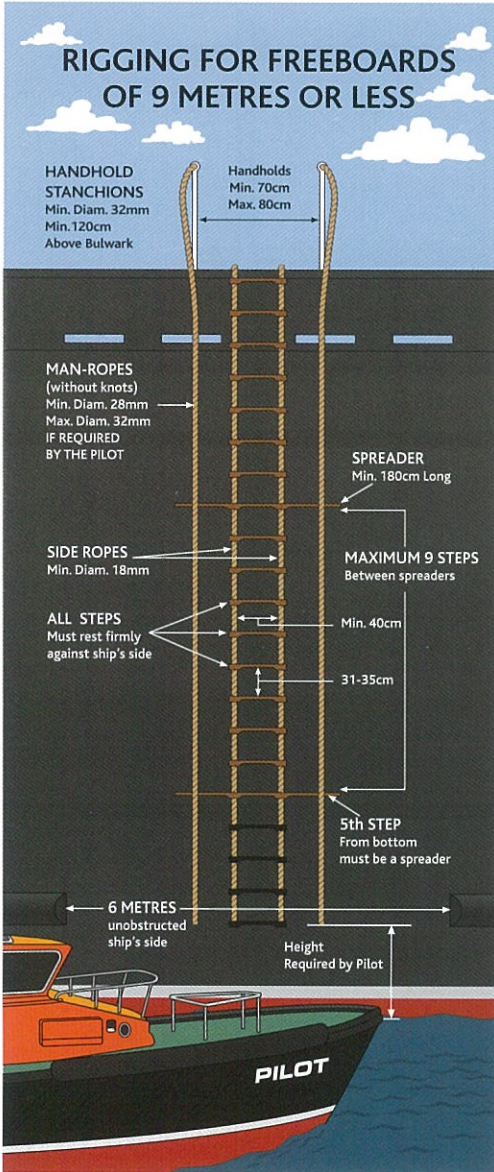 RIGGING FOR FREEBOARDS
OF 9 METRES OR LESS
HANDHOLD
STANCHIONS
Min. Diam. 32mm
Min.120cm
Above Bulwark
Handholds
Min. 70cm
Max. 80cm
MAN-ROPES
(without knots)
Min. Diam. 28mm
Max. Diam. 32mm
IF REQUIRED
BY THE PILOT
SPREADER
Min. 180cm Long
SIDE ROPES
Min. Diam. 18mm
MAXIMUM 9 STEPS
Between spreaders
ALL STEPS
Must rest firmly
against ship's side
Min. 40cm
31-35cm
5th STEP
From bottom
must be a spreader
6 METRES
unobstructed
ship's side
Height
Required by Pilot
PILOT